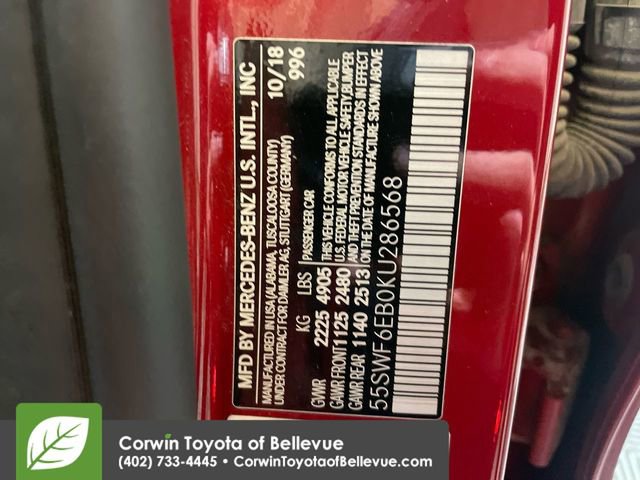 MFD BY MERCEDES-BENZ U.S. INTL., INC 10/18
MANUFACTURED IN USA (ALABAMA, TUSCALOOSA COUNTY) 996
UNDER CONTRACT FOR DAIMLER AG, STUTTGART (GERMANY)
KG LBS PASSENGER CAR
GVWR 2225 4905 THIS VEHICLE CONFORMS TO ALL APPLICABLE
GAWR FRONT 1125 2480 U.S. FEDERAL MOTOR VEHICLE SAFETY, BUMPER
GAWR REAR 1140 2513 AND THEFT PREVENTION STANDARDS IN EFFECT
ON THE DATE OF MANUFACTURE SHOWN ABOVE
55SWF6EB0KU286568
Corwin Toyota of Bellevue
(402) 733-4445 • CorwinToyotaofBellevue.com